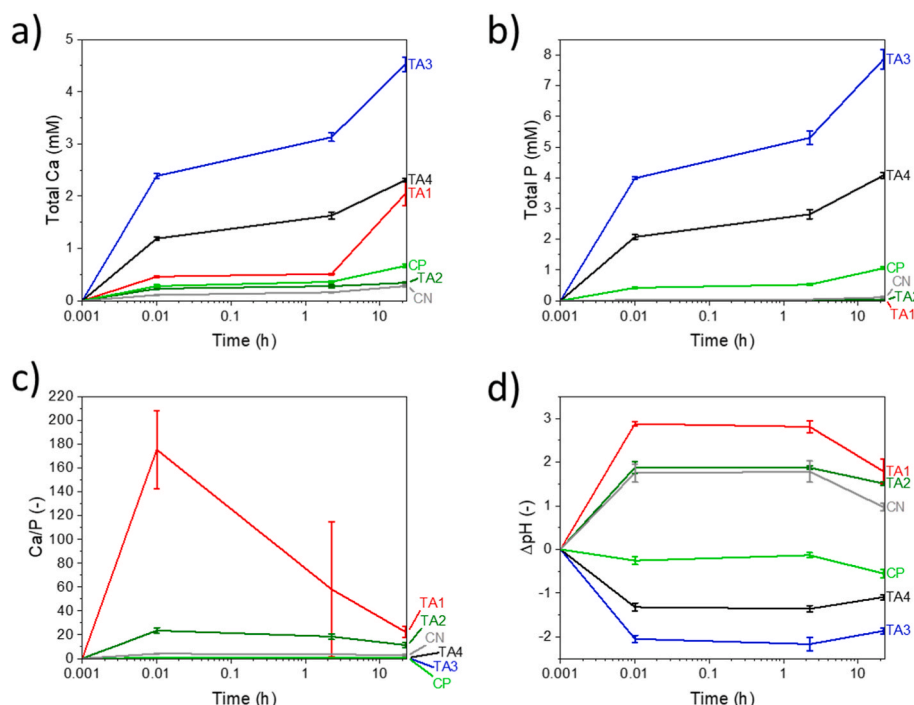 a)
5
4
3
2
1
0
Total Ca (mM)
0.001
0.01
0.1
1
10
Time (h)
TA3
TA4
TA1
CP
TA2
CN
b)
8
7
6
5
4
3
2
1
0
Total P (mM)
0.001
0.01
0.1
1
10
Time (h)
TA3
TA4
CP
CN
TA2
TA1
c)
220
200
180
160
140
120
100
80
60
40
20
0
Ca/P (-)
0.001
0.01
0.1
1
10
Time (h)
TA1
TA2
CN
TA4
TA3
CP
d)
3
2
1
0
-1
-2
ΔpH (-)
0.001
0.01
0.1
1
10
Time (h)
TA1
TA2
CN
CP
TA4
TA3